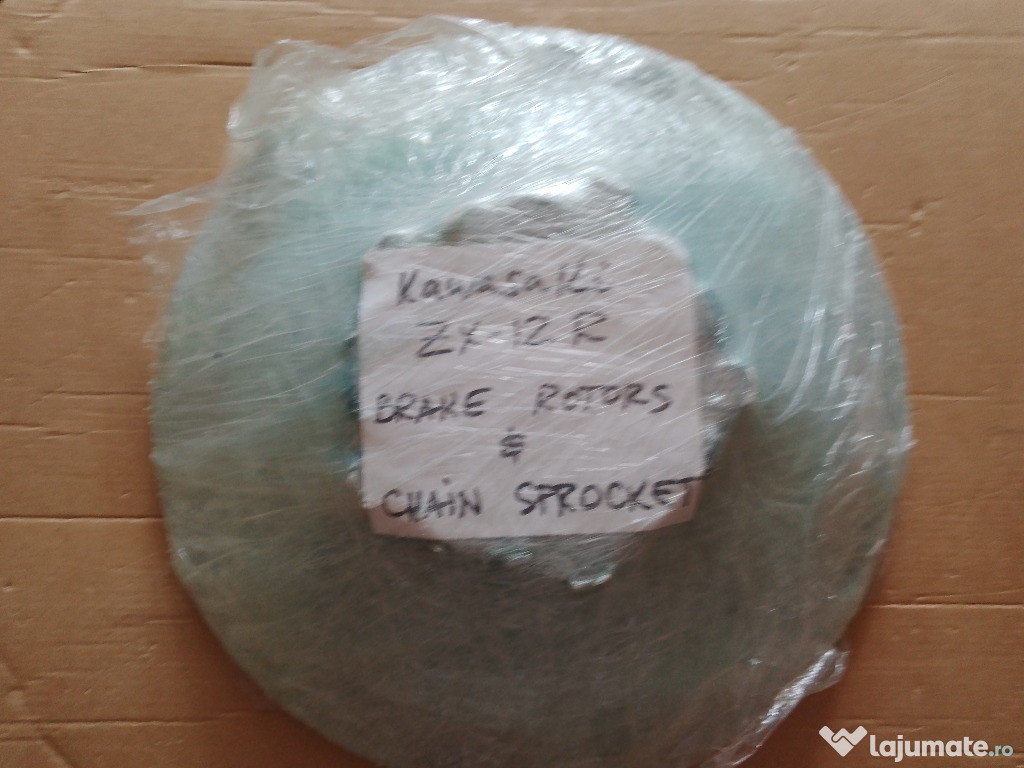 Kawasaki
ZX-12R
BRAKE ROTORS
&
CHAiN SPROCKET
lajumate.ro